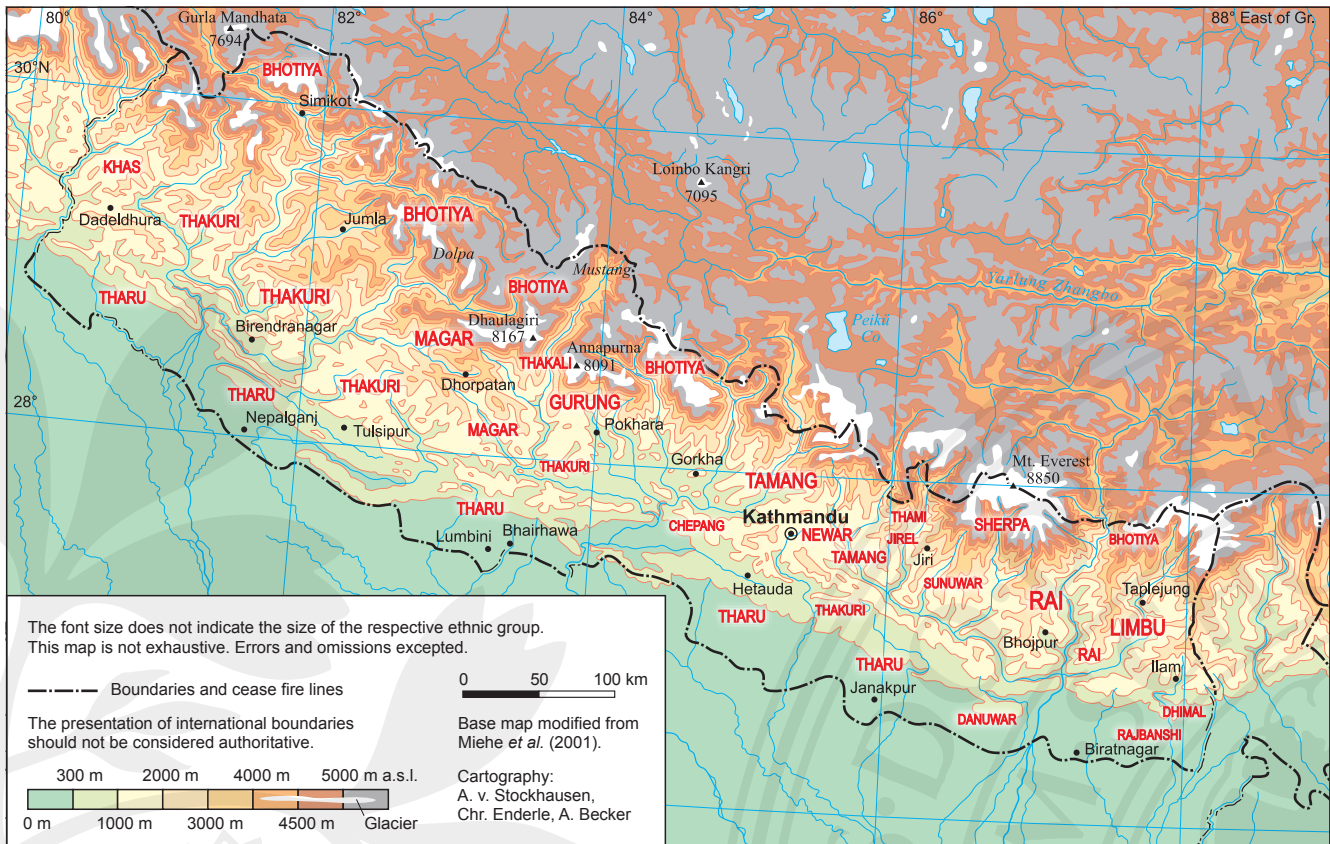 80°
82°
84°
86°
88° East of Gr.
Gurla Mandhata
7694
30°N
BHOTIYA
Simikot
KHAS
Dadeldhura
THAKURI
Jumla
BHOTIYA
Dolpa
Loinbo Kangri
7095
Mustang
BHOTIYA
Yarlung Zhangbo
THARU
THAKURI
Birendranagar
MAGAR
Dhaulagiri
8167
Peikü
Co
Annapurna
8091
THAKALI
BHOTIYA
THAKURI
Dhorpatan
GURUNG
THARU
28°
Nepalganj
Tulsipur
MAGAR
Pokhara
THAKURI
Gorkha
TAMANG
Mt. Everest
8850
THARU
Lumbini
Bhairhawa
CHEPANG
Kathmandu
NEWAR
THAMI
SHERPA
JIREL
Jiri
BHOTIYA
TAMANG
Hetauda
SUNUWAR
Taplejung
THARU
THAKURI
RAI
LIMBU
Bhojpur
RAI
THARU
Ilam
Janakpur
DANUWAR
DHIMAL
RAJBANSHI
Biratnagar
The font size does not indicate the size of the respective ethnic group.
This map is not exhaustive. Errors and omissions excepted.
Boundaries and cease fire lines
0 50 100 km
The presentation of international boundaries
should not be considered authoritative.
Base map modified from
Miehe et al. (2001).
300 m 2000 m 4000 m 5000 m a.s.l.
0 m 1000 m 3000 m 4500 m Glacier
Cartography:
A. v. Stockhausen,
Chr. Enderle, A. Becker